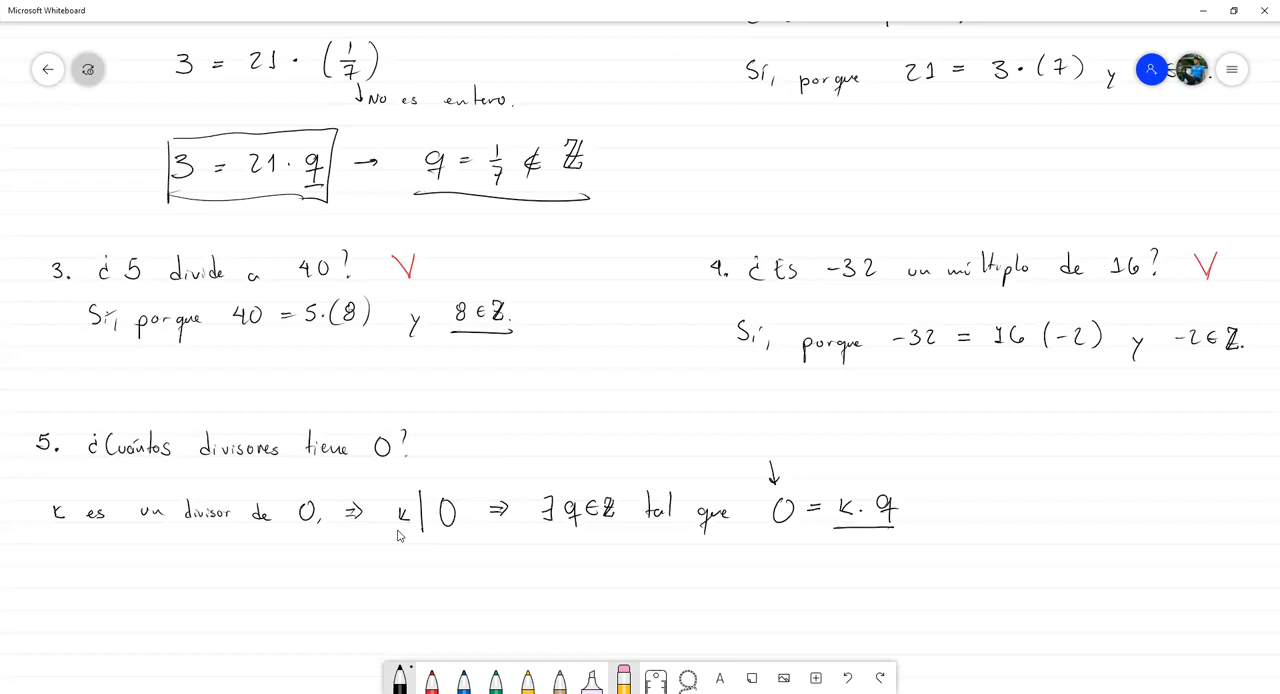 Microsoft Whiteboard
3 = 21 · (1/7)
↓ No es entero.
Sí, porque 21 = 3 · (7) y
3 = 21 · q → q = 1/7 ∉ ℤ
3. ¿ 5 divide a 40? V
Sí, porque 40 = 5·(8) y 8 ∈ ℤ.
4. ¿Es -32 un múltiplo de 16? V
Sí, porque -32 = 16 (-2) y -2 ∈ ℤ.
5. ¿Cuántos divisores tiene 0?
k es un divisor de 0, ⇒ k | 0 ⇒ ∃ q ∈ ℤ tal que 0 = k · q